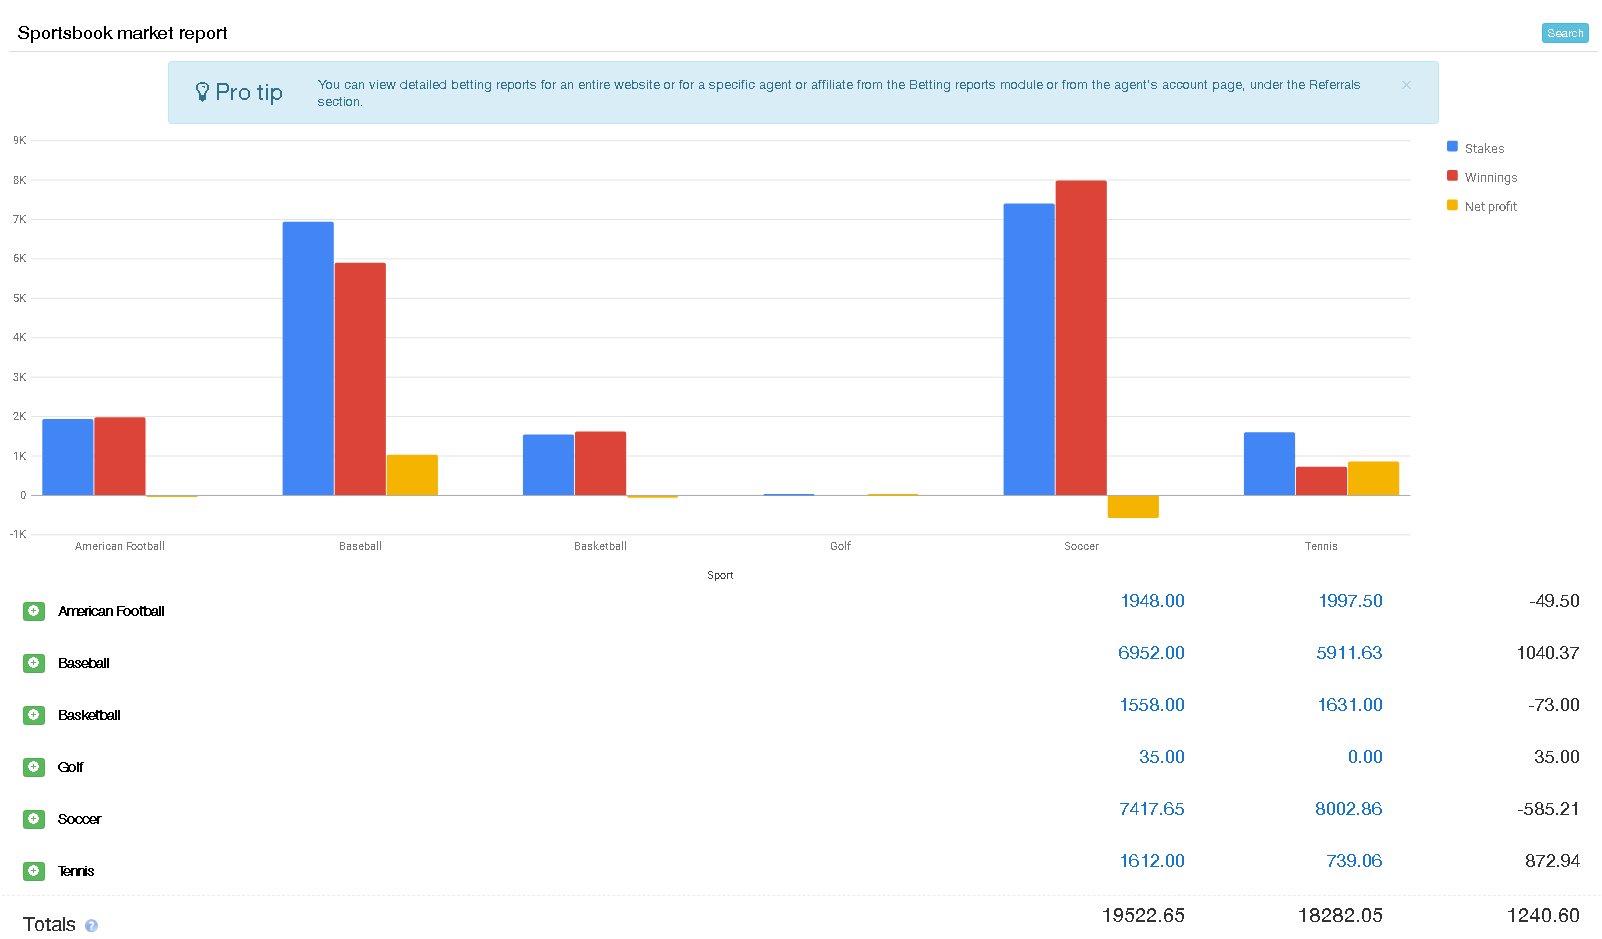 Sportsbook market report
Search
Pro tip
You can view detailed betting reports for an entire website or for a specific agent or affiliate from the Betting reports module or from the agent's account page, under the Referrals
section.
×
9K
8K
7K
6K
5K
4K
3K
2K
1K
0
-1K
Stakes
Winnings
Net profit
American Football
Baseball
Basketball
Golf
Soccer
Tennis
Sport
American Football 1948.00 1997.50 -49.50
Baseball 6952.00 5911.63 1040.37
Basketball 1558.00 1631.00 -73.00
Golf 35.00 0.00 35.00
Soccer 7417.65 8002.86 -585.21
Tennis 1612.00 739.06 872.94
Totals ? 19522.65 18282.05 1240.60